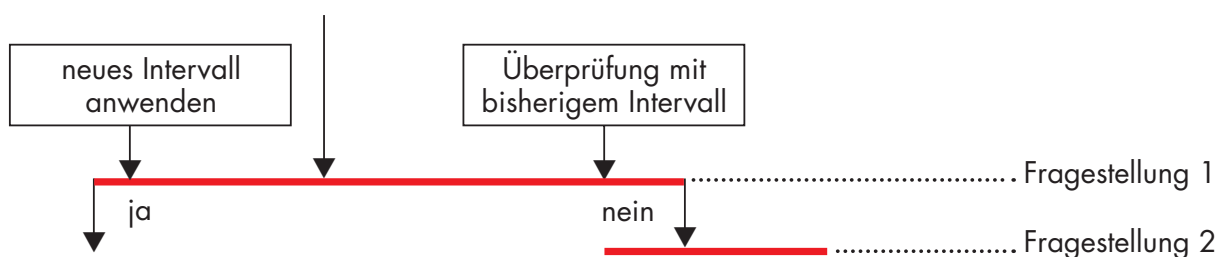 neues Intervall
anwenden
Überprüfung mit
bisherigem Intervall
Fragestellung 1
ja
nein
Fragestellung 2